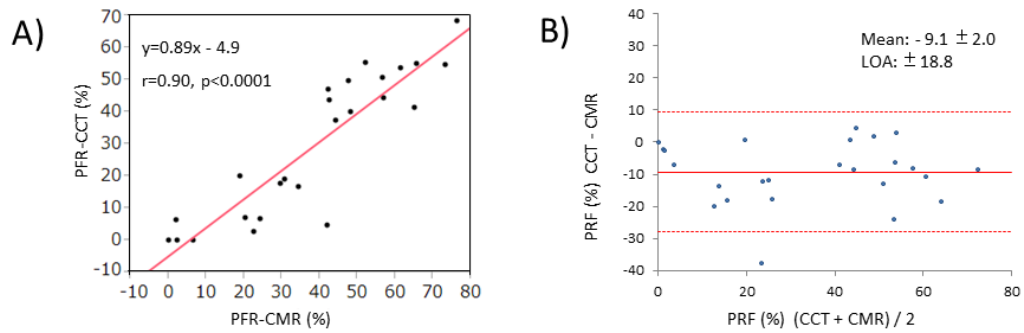 A)
y=0.89x - 4.9
r=0.90, p<0.0001
PFR-CCT (%)
70
60
50
40
30
20
10
0
-10
-10 0 10 20 30 40 50 60 70 80
PFR-CMR (%)
B)
Mean: - 9.1 ± 2.0
LOA: ± 18.8
PRF (%) CCT - CMR
40
30
20
10
0
-10
-20
-30
-40
0 20 40 60 80
PRF (%) (CCT + CMR) / 2